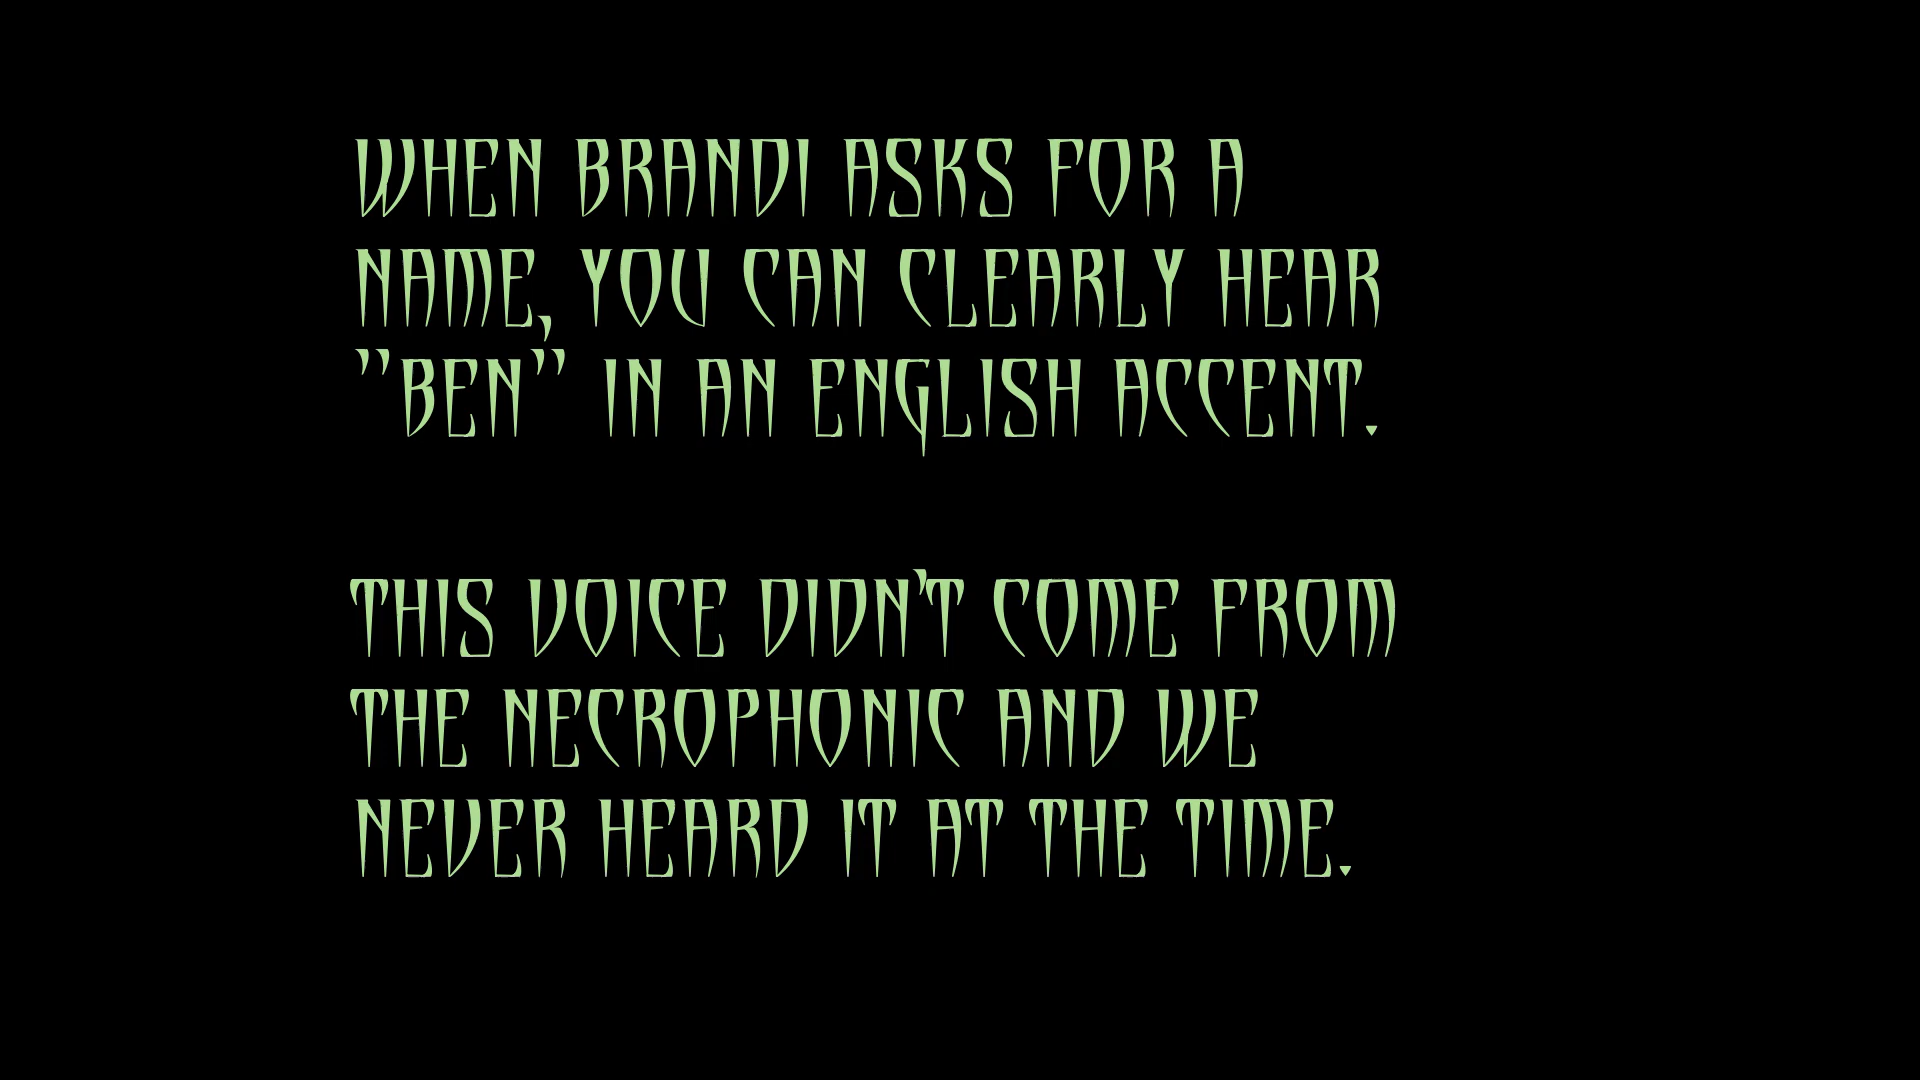 WHEN BRANDI ASKS FOR A
NAME, YOU CAN CLEARLY HEAR
"BEN" IN AN ENGLISH ACCENT.
THIS VOICE DIDN'T COME FROM
THE NECROPHONIC AND WE
NEVER HEARD IT AT THE TIME.